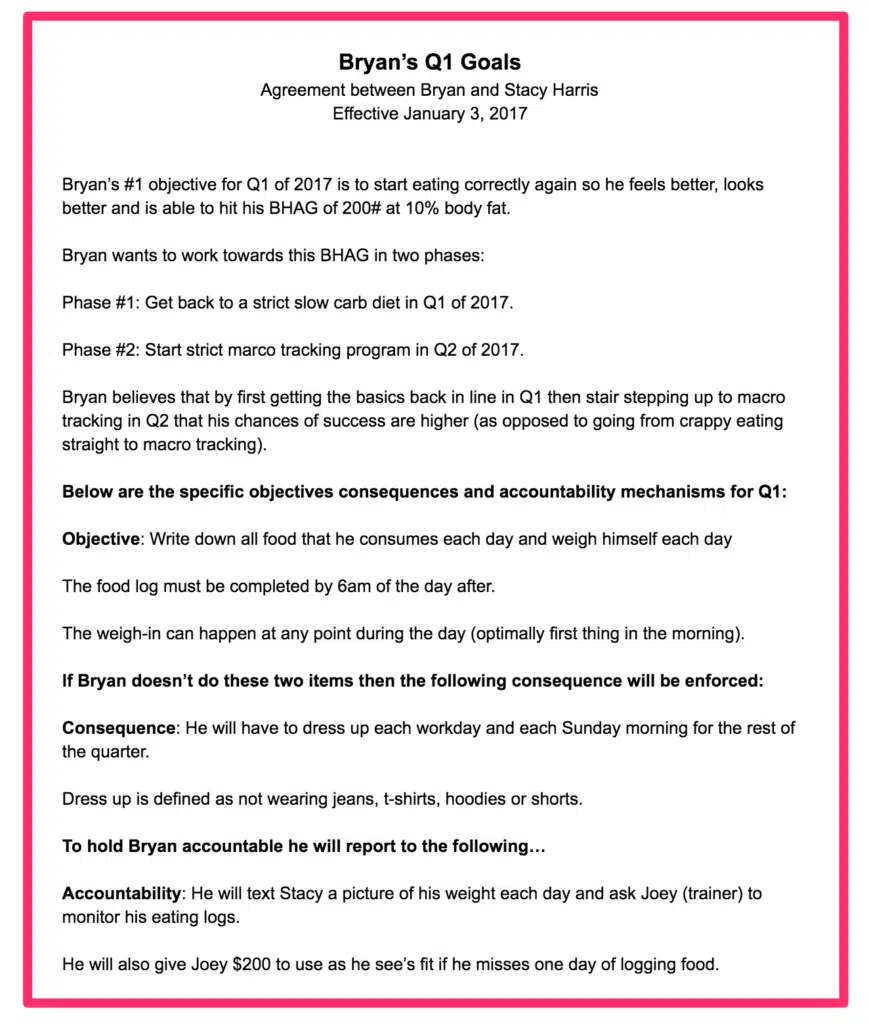 Bryan’s Q1 Goals
Agreement between Bryan and Stacy Harris
Effective January 3, 2017
Bryan’s #1 objective for Q1 of 2017 is to start eating correctly again so he feels better, looks
better and is able to hit his BHAG of 200# at 10% body fat.
Bryan wants to work towards this BHAG in two phases:
Phase #1: Get back to a strict slow carb diet in Q1 of 2017.
Phase #2: Start strict marco tracking program in Q2 of 2017.
Bryan believes that by first getting the basics back in line in Q1 then stair stepping up to macro
tracking in Q2 that his chances of success are higher (as opposed to going from crappy eating
straight to macro tracking).
Below are the specific objectives consequences and accountability mechanisms for Q1:
Objective: Write down all food that he consumes each day and weigh himself each day
The food log must be completed by 6am of the day after.
The weigh-in can happen at any point during the day (optimally first thing in the morning).
If Bryan doesn’t do these two items then the following consequence will be enforced:
Consequence: He will have to dress up each workday and each Sunday morning for the rest of
the quarter.
Dress up is defined as not wearing jeans, t-shirts, hoodies or shorts.
To hold Bryan accountable he will report to the following…
Accountability: He will text Stacy a picture of his weight each day and ask Joey (trainer) to
monitor his eating logs.
He will also give Joey $200 to use as he see’s fit if he misses one day of logging food.